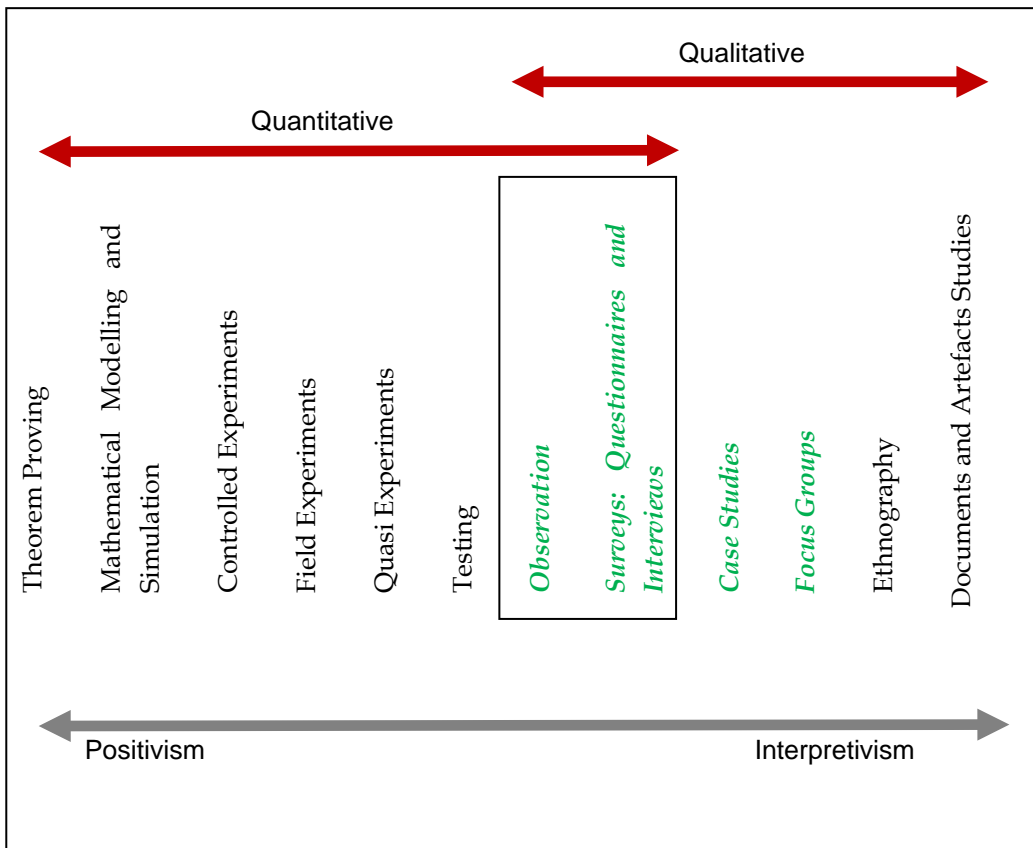 Qualitative
Quantitative
Theorem Proving
Mathematical Modelling and
Simulation
Controlled Experiments
Field Experiments
Quasi Experiments
Testing
Observation
Surveys: Questionnaires and
Interviews
Case Studies
Focus Groups
Ethnography
Documents and Artefacts Studies
Positivism
Interpretivism